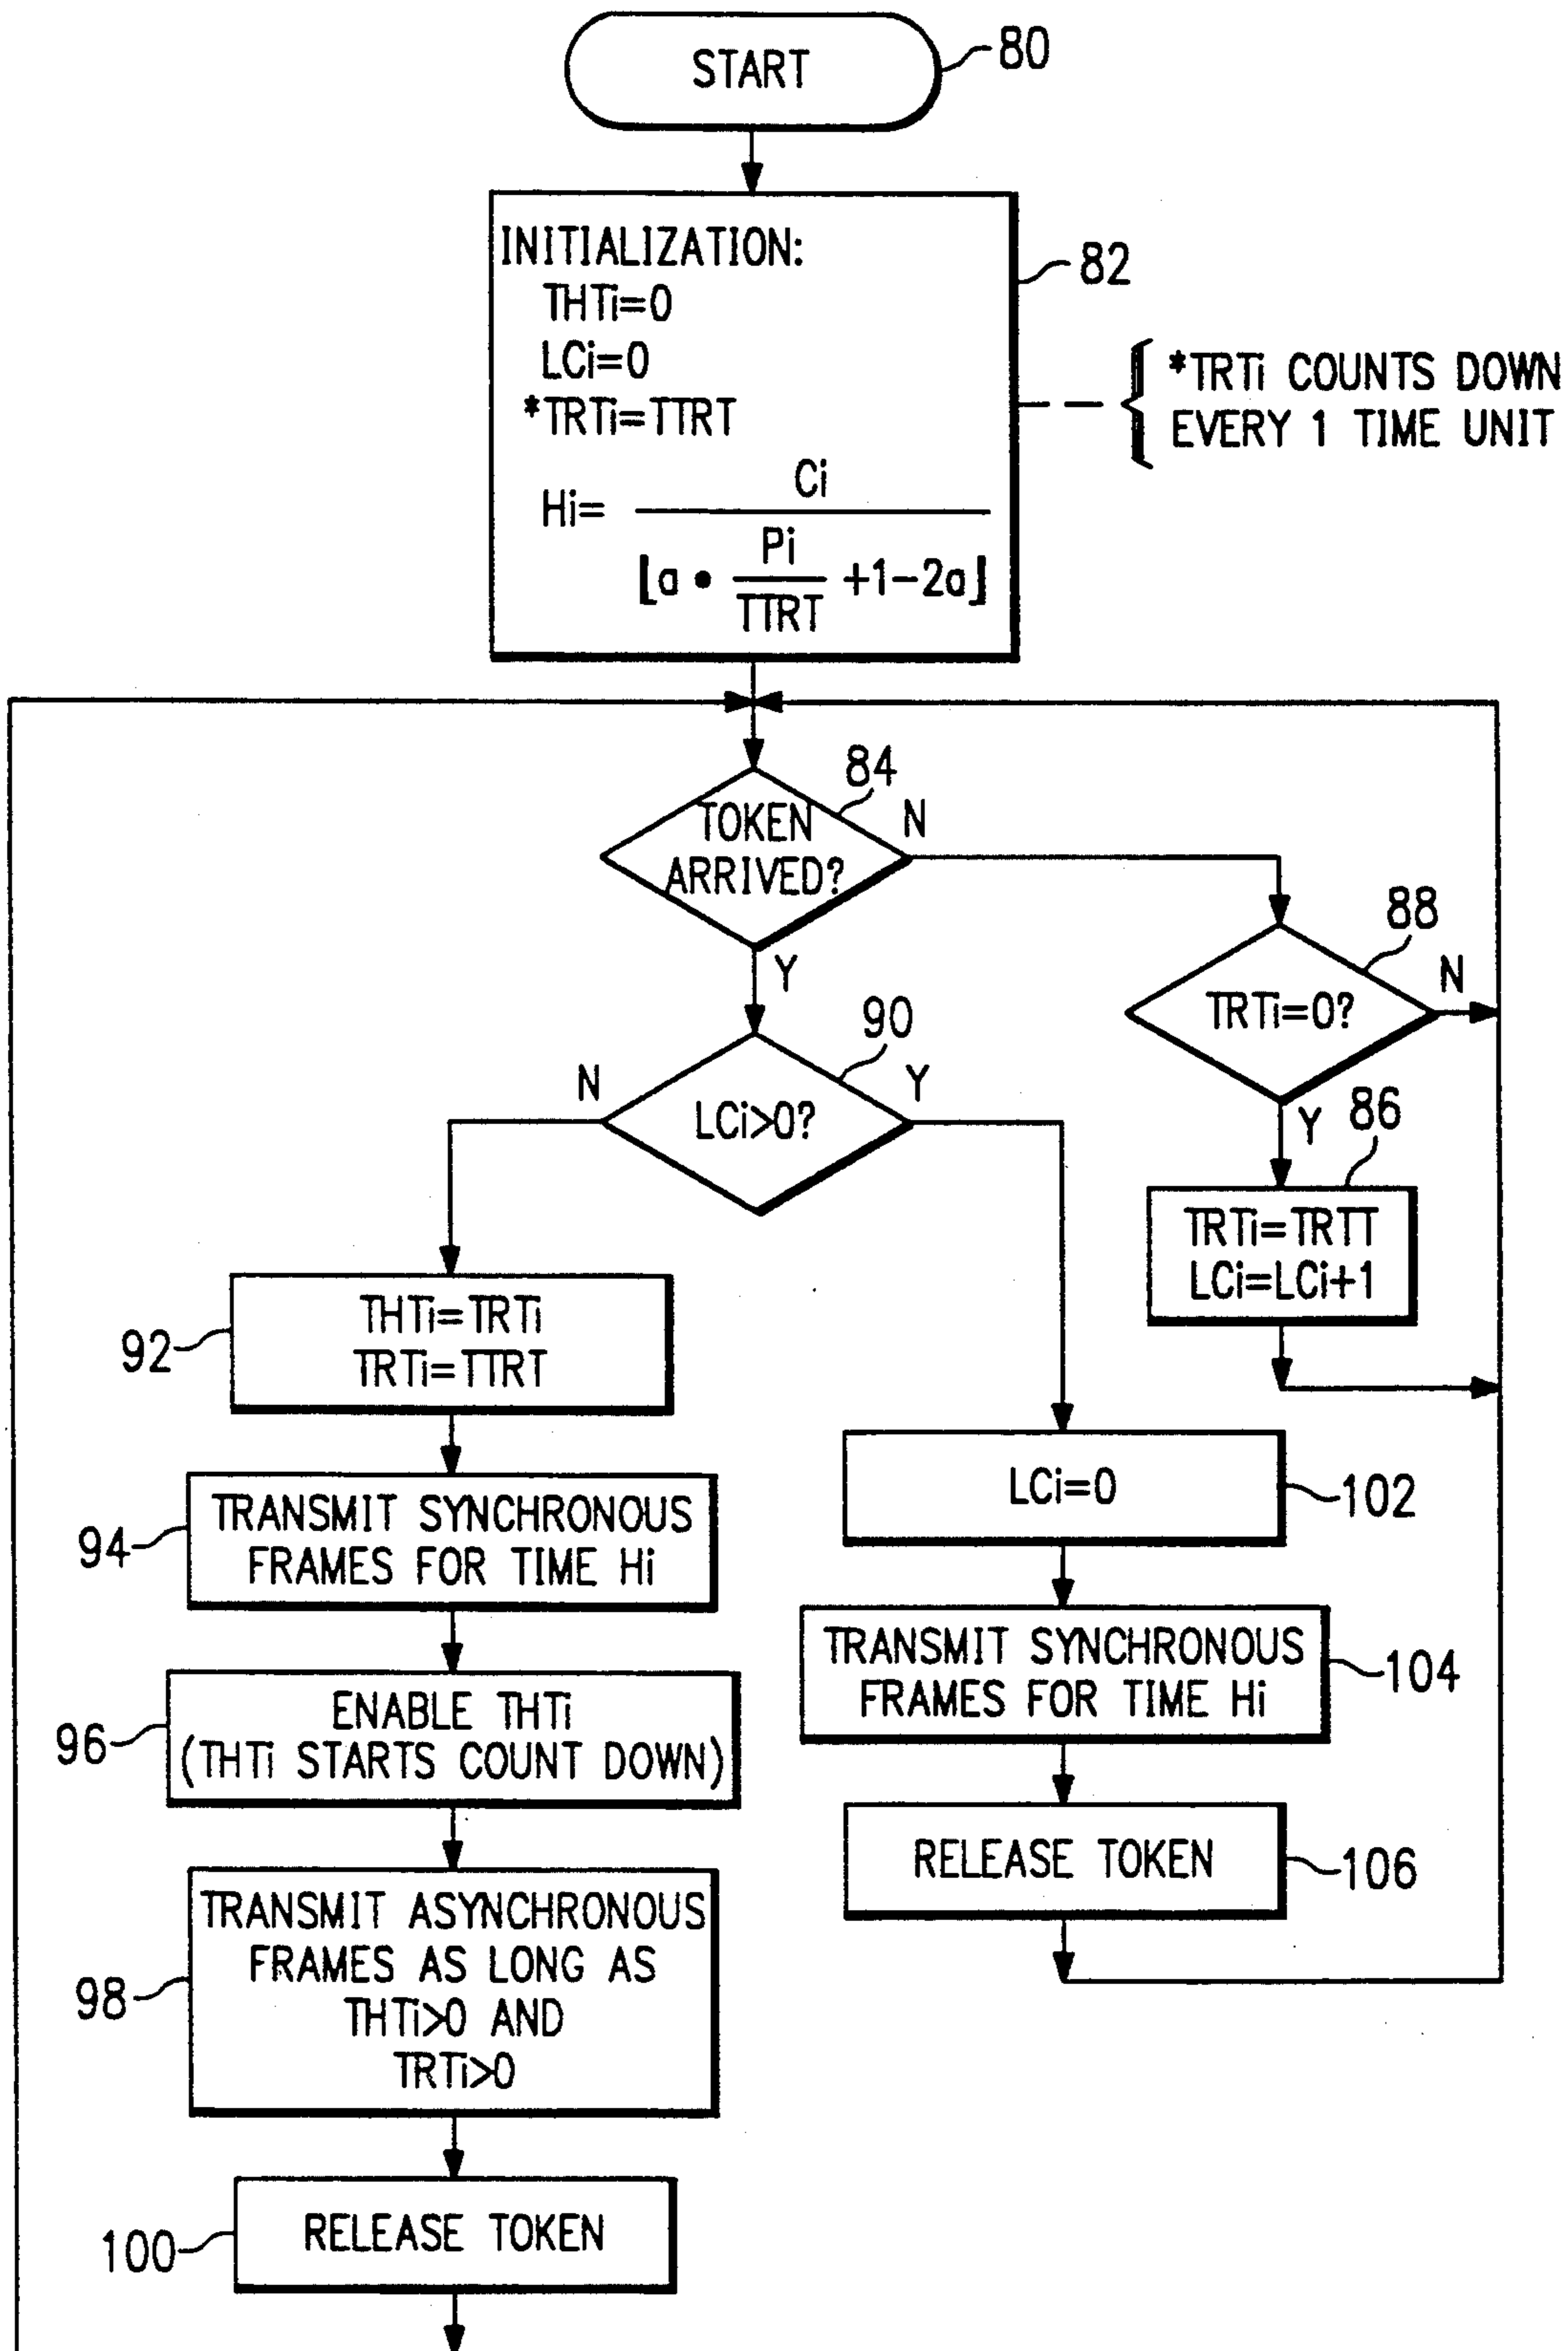 START
80
INITIALIZATION:
THTi=0
LCi=0
*TRTi=TTRT
Hi= Ci
⌊a • Pi
TTRT +1-2a⌋
82
*TRTi COUNTS DOWN
EVERY 1 TIME UNIT
84
TOKEN
ARRIVED?
N
Y
88
TRTi=0?
N
Y
90
LCi>0?
N
Y
86
TRTi=TRTT
LCi=LCi+1
92
THTi=TRTi
TRTi=TTRT
94
TRANSMIT SYNCHRONOUS
FRAMES FOR TIME Hi
96
ENABLE THTi
(THTi STARTS COUNT DOWN)
98
TRANSMIT ASYNCHRONOUS
FRAMES AS LONG AS
THTi>0 AND
TRTi>0
100
RELEASE TOKEN
LCi=0
102
TRANSMIT SYNCHRONOUS
FRAMES FOR TIME Hi
104
RELEASE TOKEN
106